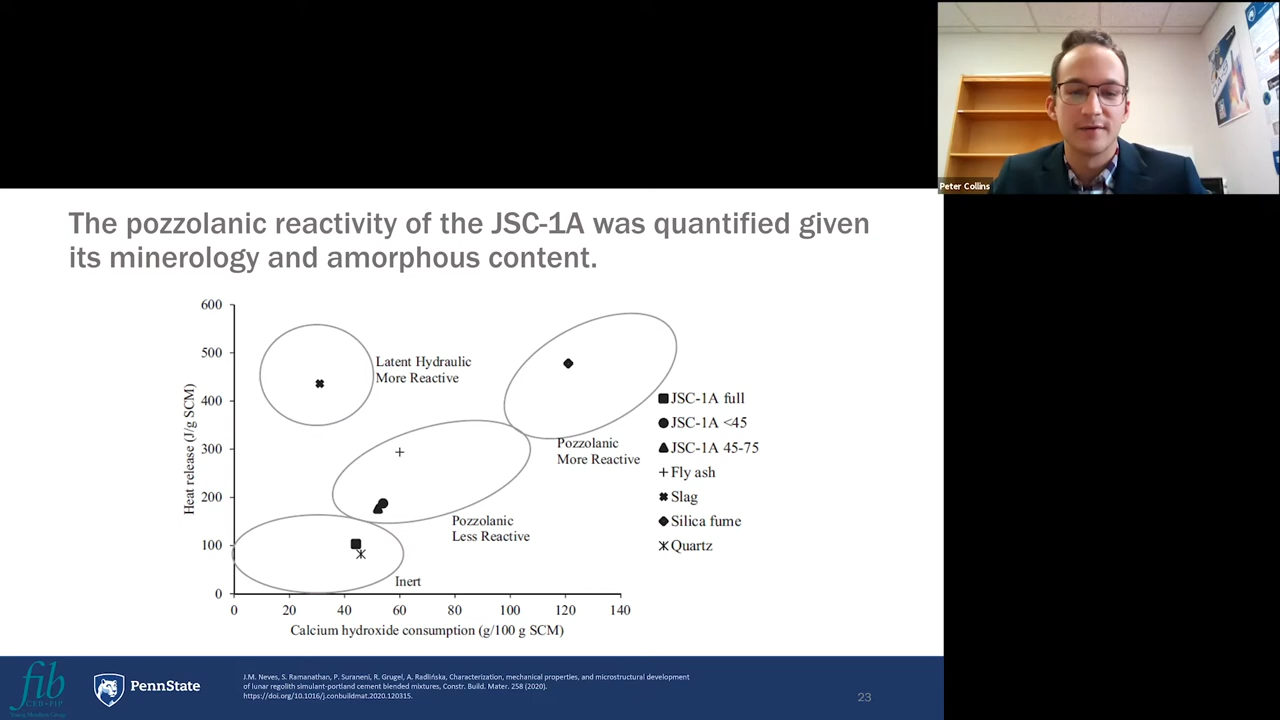 Peter Collins
The pozzolanic reactivity of the JSC-1A was quantified given
its minerology and amorphous content.
600
500
400
300
200
100
0
Heat release (J/g SCM)
Latent Hydraulic
More Reactive
Pozzolanic
More Reactive
Pozzolanic
Less Reactive
Inert
JSC-1A full
JSC-1A <45
JSC-1A 45-75
Fly ash
Slag
Silica fume
Quartz
0 20 40 60 80 100 120 140
Calcium hydroxide consumption (g/100 g SCM)
fib
CEB-FIP
PennState
J.M. Neves, S. Ramanathan, P. Suraneni, R. Grugel, A. Radlińska, Characterization, mechanical properties, and microstructural development
of lunar regolith simulant-portland cement blended mixtures, Constr. Build. Mater. 258 (2020).
https://doi.org/10.1016/j.conbuildmat.2020.120315.
23